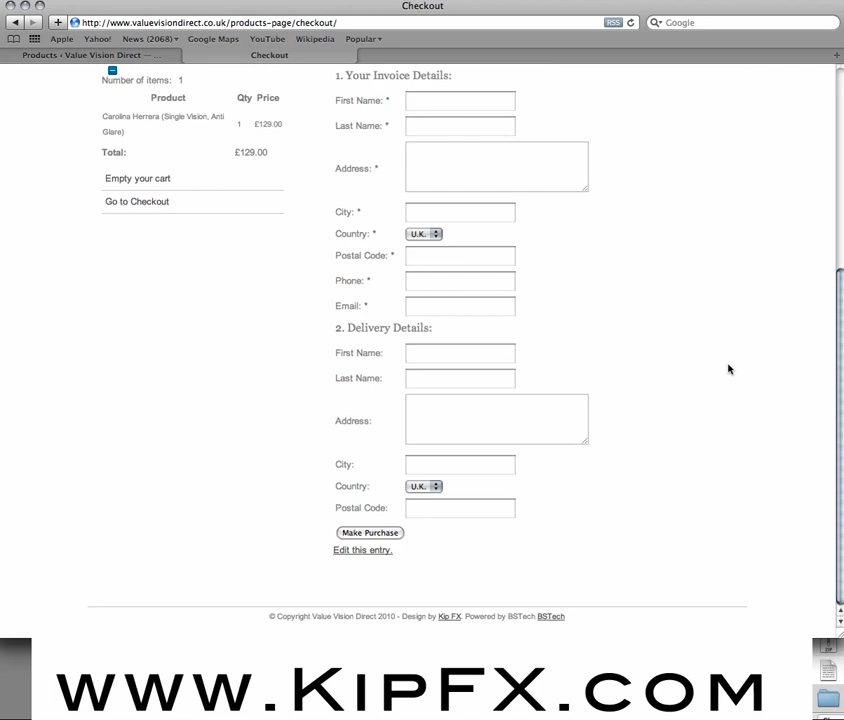 Checkout
http://www.valuevisiondirect.co.uk/products-page/checkout/
RSS
Google
Apple Yahoo! News (2068) Google Maps YouTube Wikipedia Popular
Products ‹ Value Vision Direct — ...
Checkout
Number of items: 1
Product Qty Price
Carolina Herrera (Single Vision, Anti Glare) 1 £129.00
Total: £129.00
Empty your cart
Go to Checkout
1. Your Invoice Details:
First Name: *
Last Name: *
Address: *
City: *
Country: * U.K.
Postal Code: *
Phone: *
Email: *
2. Delivery Details:
First Name:
Last Name:
Address:
City:
Country: U.K.
Postal Code:
Make Purchase
Edit this entry.
© Copyright Value Vision Direct 2010 - Design by Kip FX. Powered by BSTech BSTech
www.KipFX.com
ZIP